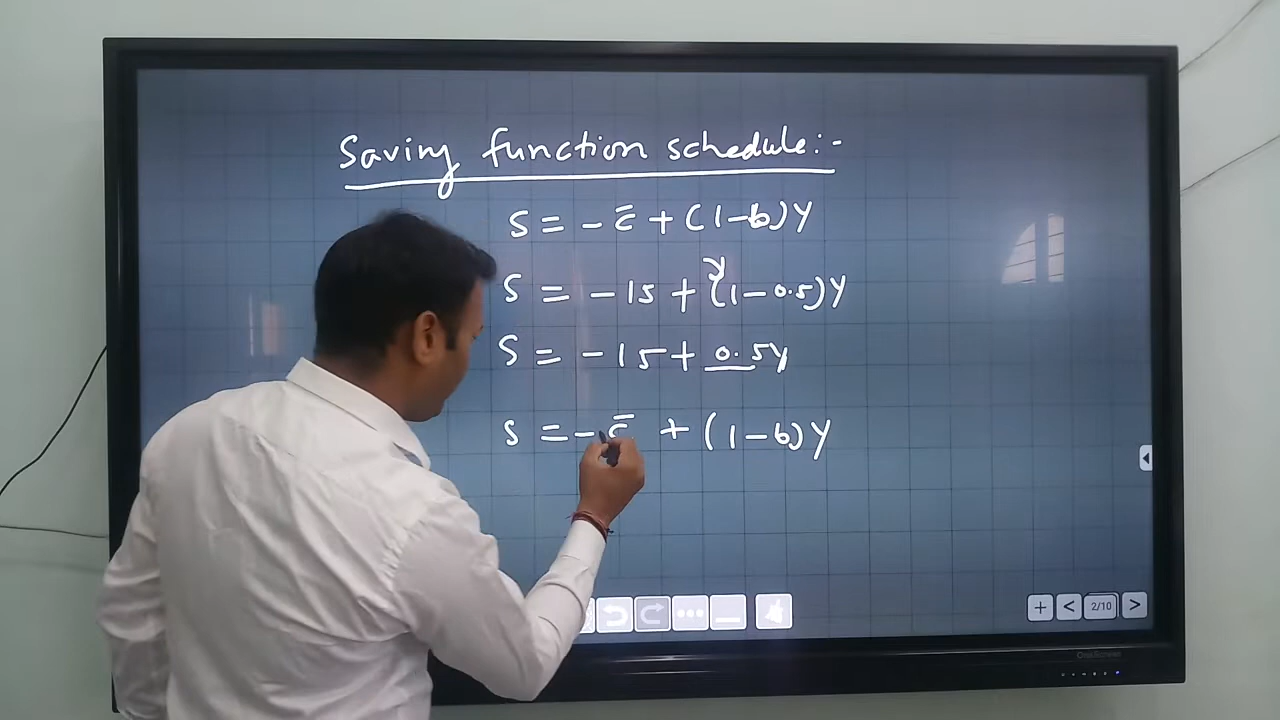 Saving function schedule:-
S = - c̄ + (1-b)Y
S = - 15 + (1-0.5)Y
S = - 15 + 0.5Y
S = - c̄ + (1-b)Y
2/10